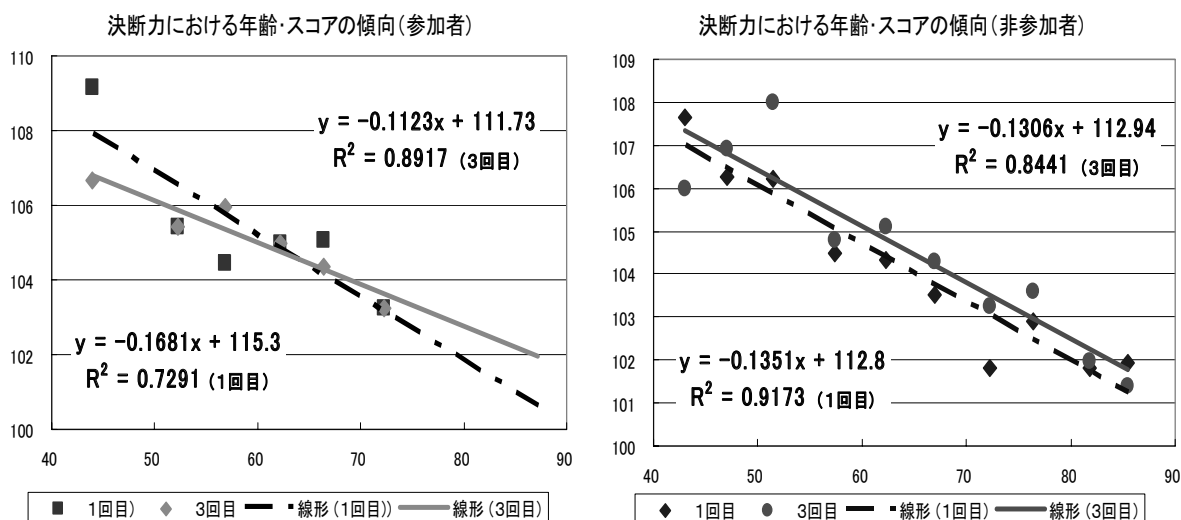 決断力における年齢・スコアの傾向(参加者)
110
108
106
104
102
100
40
50
60
70
80
90
y = -0.1123x + 111.73
R² = 0.8917 (3回目)
y = -0.1681x + 115.3
R² = 0.7291 (1回目)
1回目)
3回目
線形 (1回目))
線形 (3回目)
決断力における年齢・スコアの傾向(非参加者)
109
108
107
106
105
104
103
102
101
100
40
50
60
70
80
90
y = -0.1306x + 112.94
R² = 0.8441 (3回目)
y = -0.1351x + 112.8
R² = 0.9173 (1回目)
1回目
3回目
線形 (1回目)
線形 (3回目)